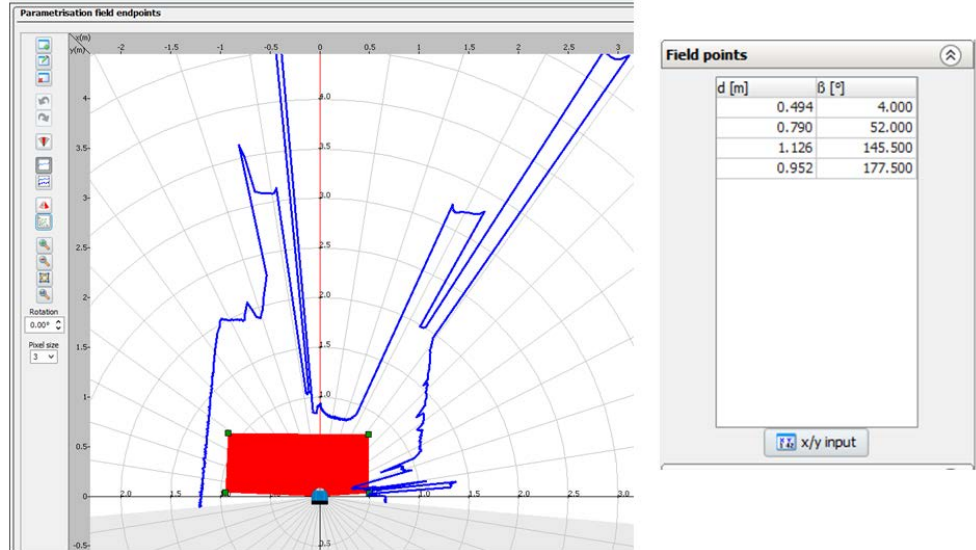 Parametrisation field endpoints
x(m)
y(m)
-2 -1.5 -1 -0.5 0 0.5 1 1.5 2 2.5 3
4-
4.0
3.5-
3.5
3-
3.0
2.5-
2.5
2-
2.0
1.5-
1.5
1-
1.0
0.5-
0-
2.0 1.5 1.0 1.0 1.5 2.0 2.5 3.0
-0.5-
0.5
Rotation
0.00°
Pixel size
3
Field points
d [m] ß [º]
0.494 4.000
0.790 52.000
1.126 145.500
0.952 177.500
x/y input